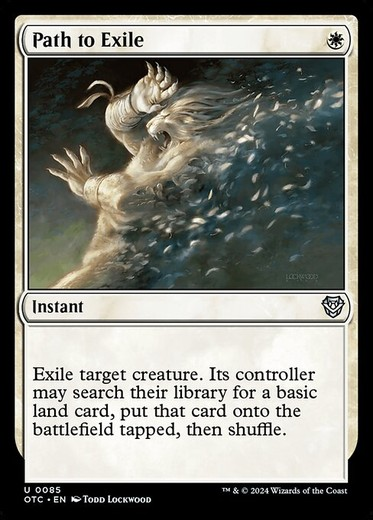 Path to Exile
LOCKWOOD
Instant
Exile target creature. Its controller
may search their library for a basic
land card, put that card onto the
battlefield tapped, then shuffle.
U 0085
OTC • EN Todd Lockwood
™ & © 2024 Wizards of the Coast